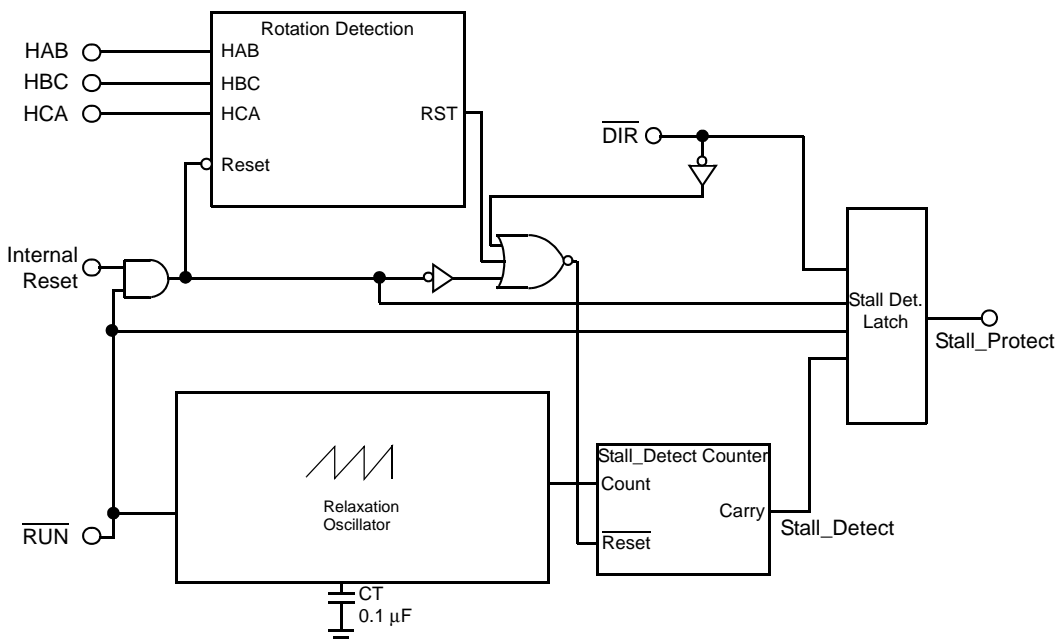 Rotation Detection
HAB
HAB
HBC
HBC
HCA
HCA
RST
Reset
DIR
Internal
Reset
Stall Det.
Latch
Stall_Protect
Stall_Detect Counter
Count
Relaxation
Oscillator
Carry
Stall_Detect
RUN
Reset
CT
0.1 µF